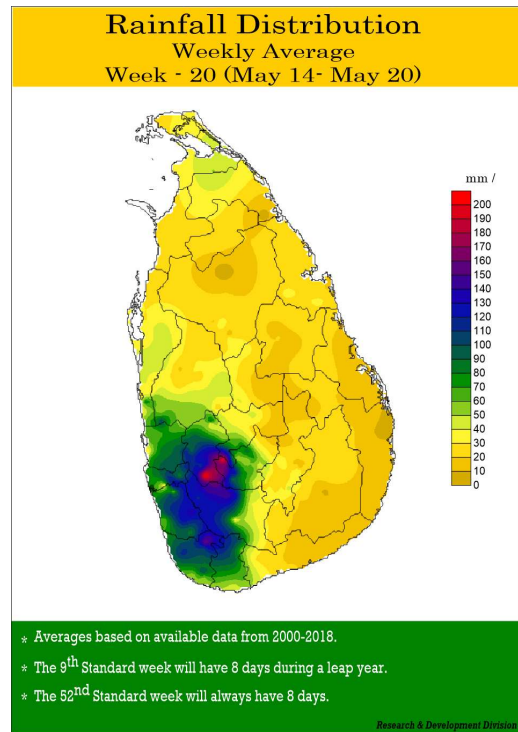 Rainfall Distribution
Weekly Average
Week - 20 (May 14- May 20)
mm /
200
190
180
170
160
150
140
130
120
110
100
90
80
70
60
50
40
30
20
10
0
* Averages based on available data from 2000-2018.
* The 9th Standard week will have 8 days during a leap year.
* The 52nd Standard week will always have 8 days.
Research & Development Division